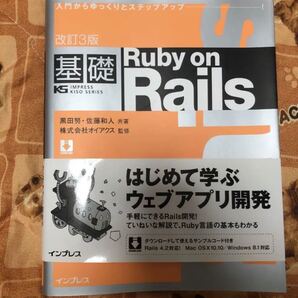 入門からゆっくりとステップアップ
改訂3版
基礎
Ruby on
Rails
KS IMPRESS
KISO SERIES
黒田努・佐藤和人 共著
株式会社オイアクス 監修
はじめて学ぶ
ウェブアプリ開発
手軽にできるRails開発!
ていねいな解説で、Ruby言語の基本もわかる
ダウンロードして使えるサンプルコード付き
Rails 4.2対応! Mac OS X 10.10/Windows 8.1対応
インプレス
インプレス